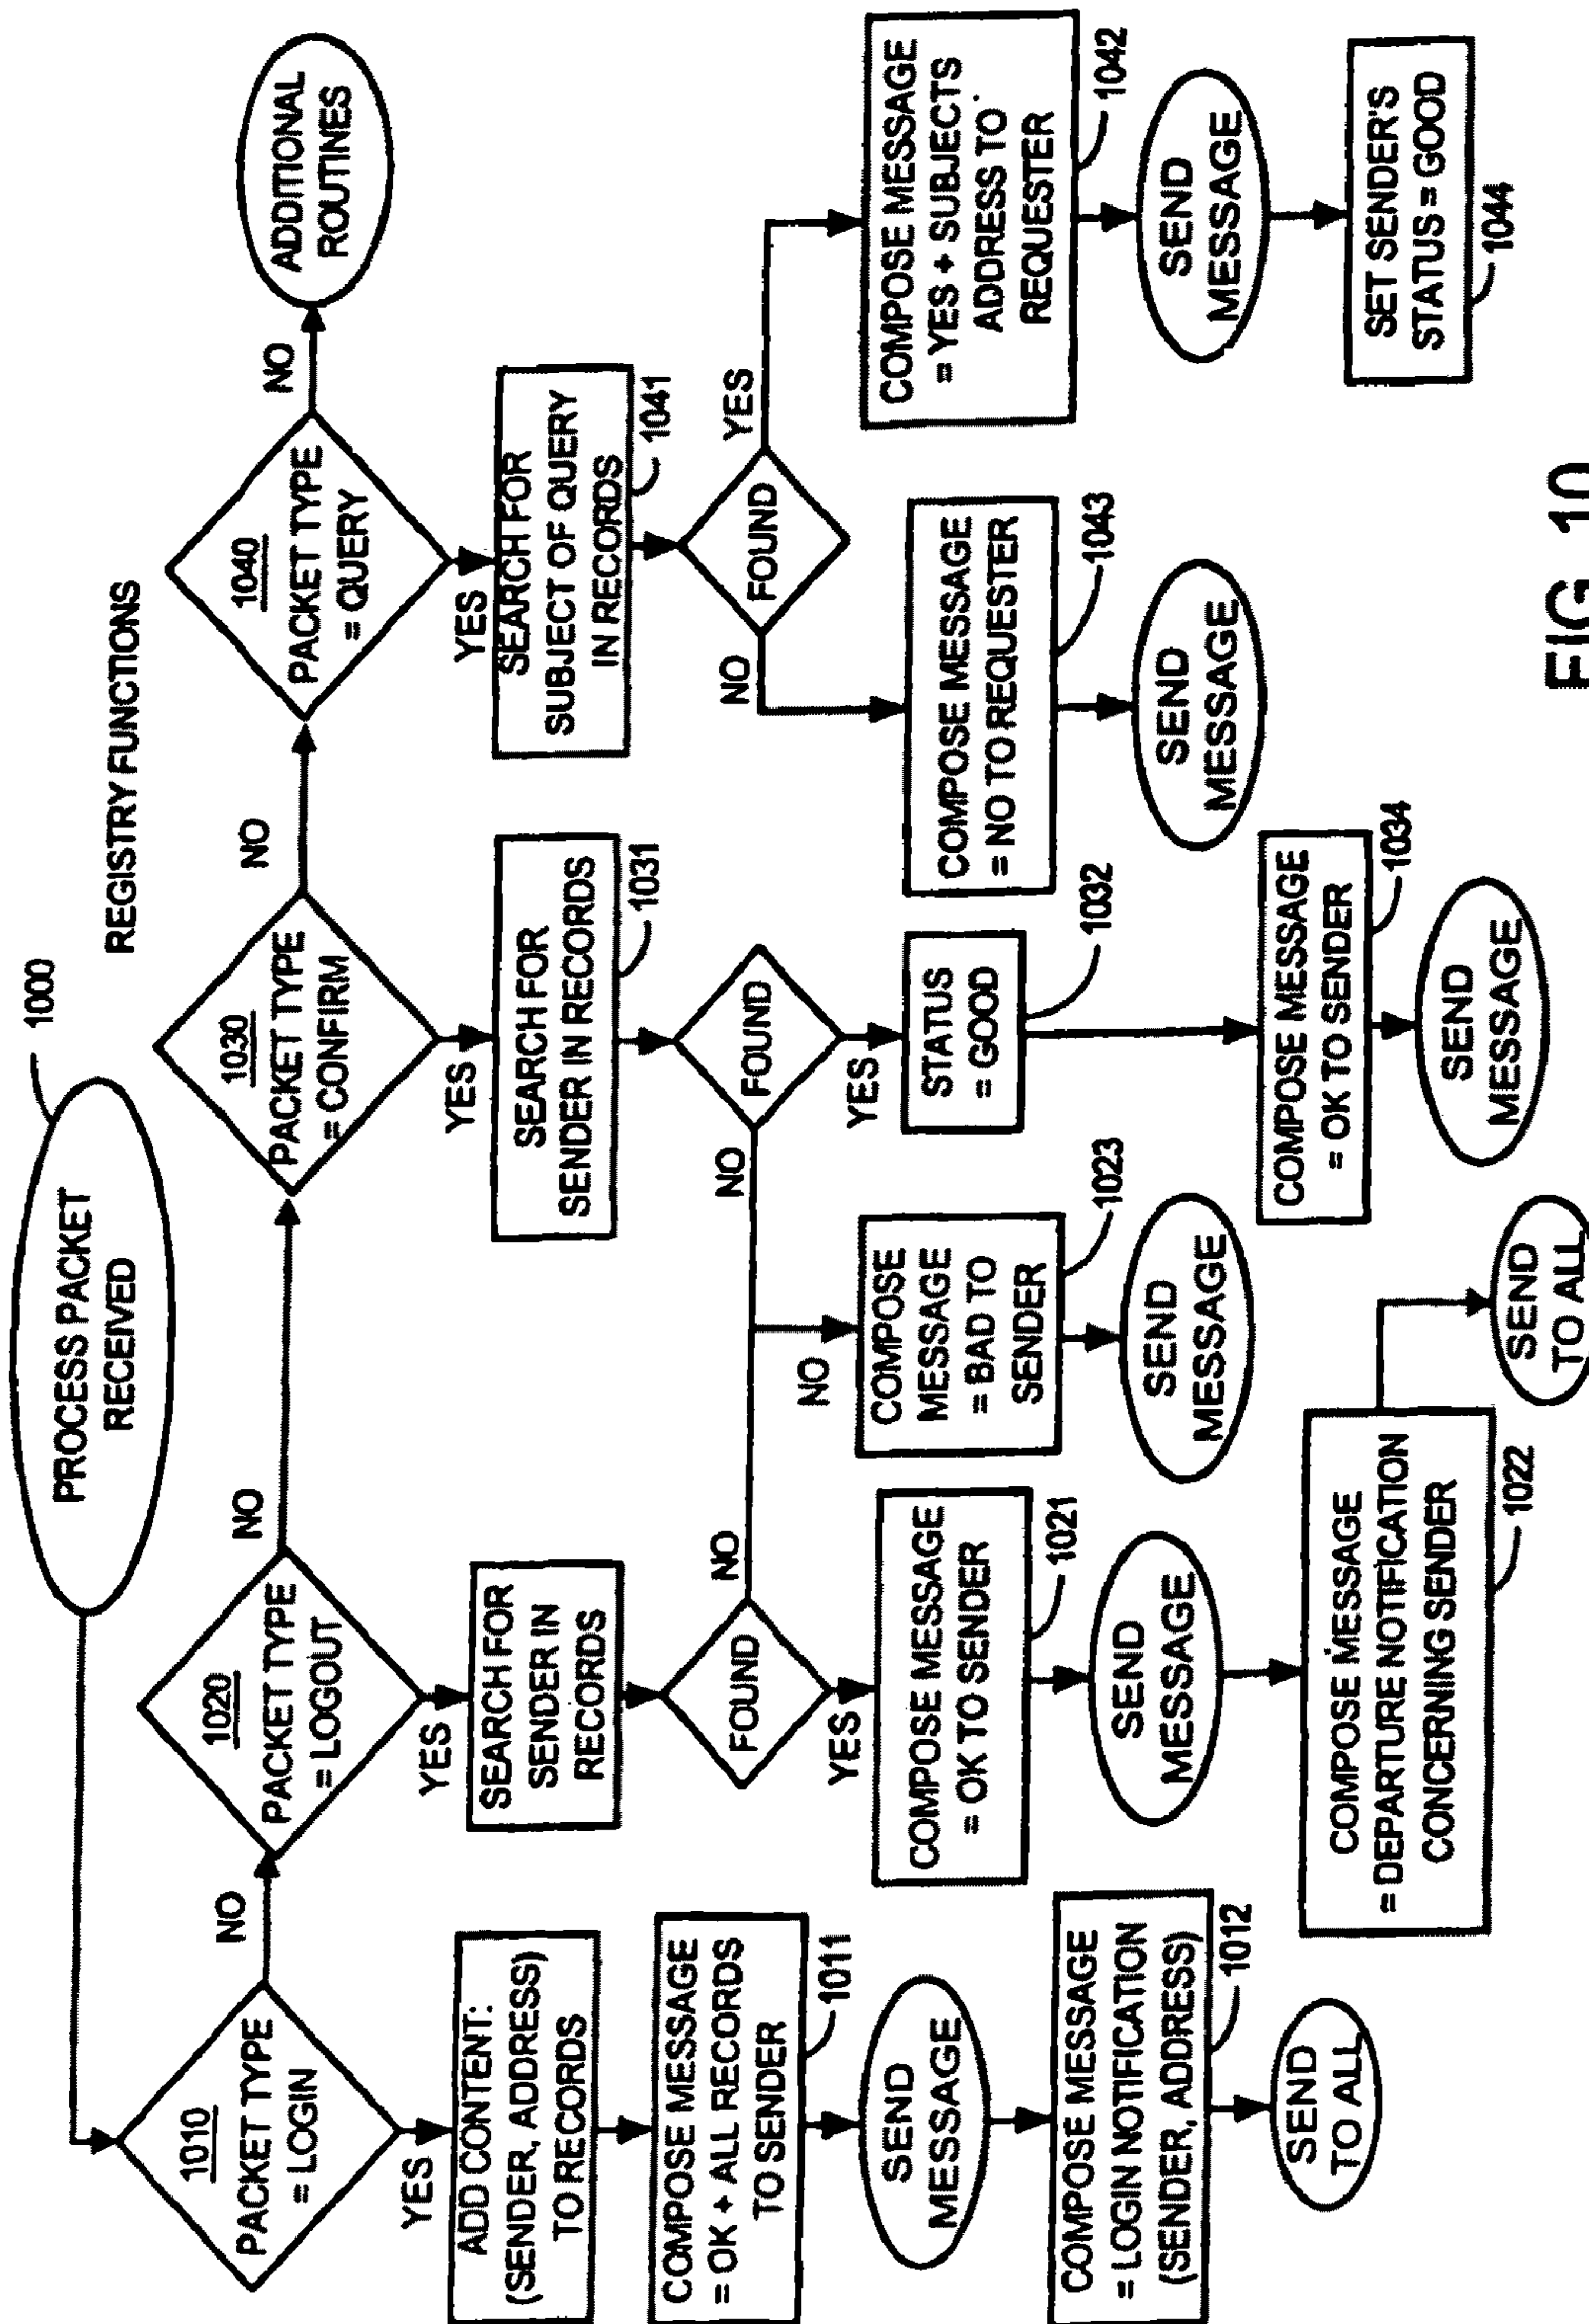 REGISTRY FUNCTIONS
PROCESS PACKET
RECEIVED
1000
1010
PACKET TYPE
= LOGIN
NO
YES
ADD CONTENT:
(SENDER, ADDRESS)
TO RECORDS
COMPOSE MESSAGE
= OK + ALL RECORDS
TO SENDER
1011
SEND
MESSAGE
COMPOSE MESSAGE
= LOGIN NOTIFICATION
(SENDER, ADDRESS)
1012
SEND
TO ALL
1020
PACKET TYPE
= LOGOUT
NO
YES
SEARCH FOR
SENDER IN
RECORDS
FOUND
NO
YES
COMPOSE MESSAGE
= OK TO SENDER
1021
SEND
MESSAGE
COMPOSE MESSAGE
= DEPARTURE NOTIFICATION
CONCERNING SENDER
1022
SEND
TO ALL
NO
COMPOSE
MESSAGE
= BAD TO
SENDER
1023
SEND
MESSAGE
1030
PACKET TYPE
= CONFIRM
NO
YES
SEARCH FOR
SENDER IN RECORDS
1031
FOUND
NO
YES
STATUS
= GOOD
1032
COMPOSE MESSAGE
= OK TO SENDER
1034
SEND
MESSAGE
1040
PACKET TYPE
= QUERY
NO
ADDITIONAL
ROUTINES
YES
SEARCH FOR
SUBJECT OF QUERY
IN RECORDS
1041
FOUND
NO
COMPOSE MESSAGE
= NO TO REQUESTER
1043
SEND
MESSAGE
YES
COMPOSE MESSAGE
= YES + SUBJECTS
ADDRESS TO
REQUESTER
1042
SEND
MESSAGE
SET SENDER'S
STATUS = GOOD
1044
FIG. 10